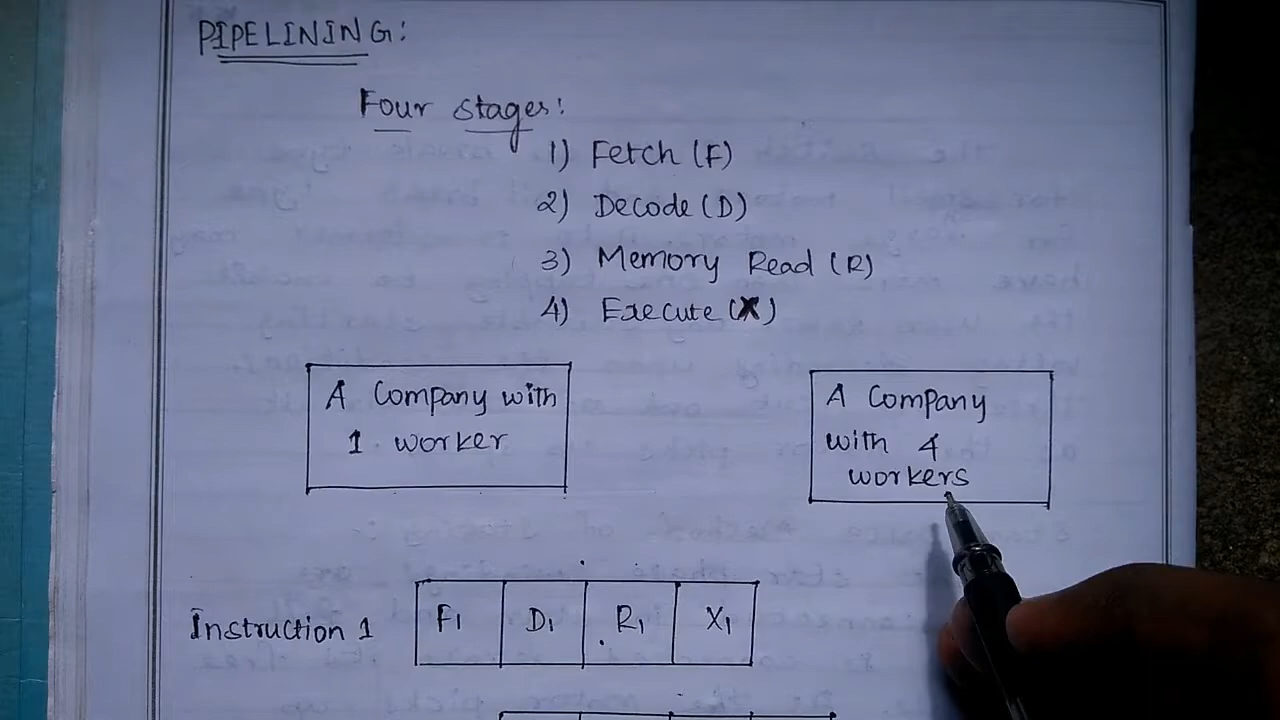 PIPELINING:
Four stages:
1) Fetch (F)
2) Decode (D)
3) Memory Read (R)
4) Execute (X)
A Company with
1 worker
A Company
with 4
workers
Instruction 1 F1 D1 R1 X1